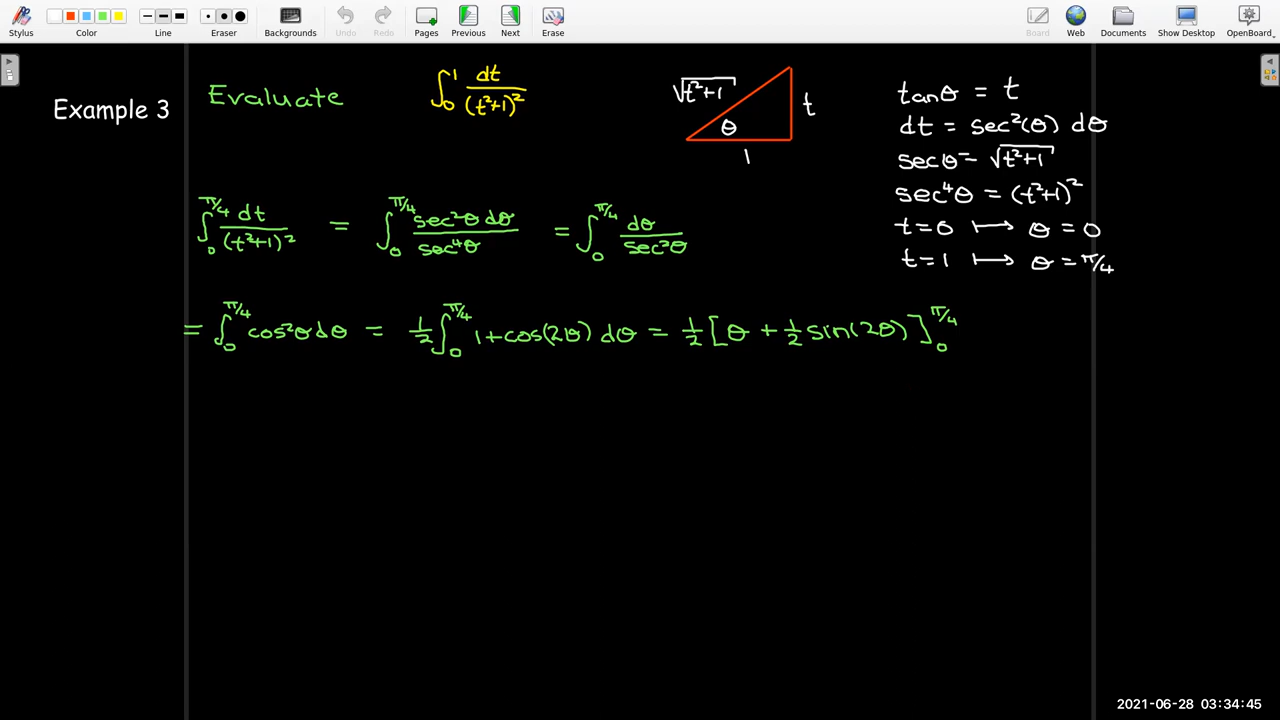 Stylus Color Line Eraser Backgrounds Undo Redo Pages Previous Next Erase Board Web Documents Show Desktop OpenBoard
Example 3 Evaluate ∫₀¹ dt/(t²+1)²
√(t²+1) θ t 1
tanθ = t
dt = sec²(θ) dθ
secθ = √(t²+1)
sec⁴θ = (t²+1)²
t=0 ↦ θ = 0
t=1 ↦ θ = π/4
∫₀^π/4 dt/(t²+1)² = ∫₀^π/4 sec²θ dθ/sec⁴θ = ∫₀^π/4 dθ/sec²θ
= ∫₀^π/4 cos²θ dθ = 1/2 ∫₀^π/4 1+cos(2θ) dθ = 1/2 [θ + 1/2 sin(2θ)]₀^π/4
2021-06-28 03:34:45